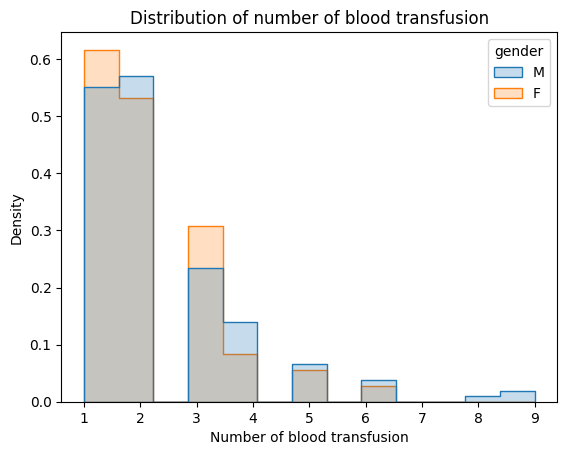 Distribution of number of blood transfusion
gender
M
F
Density
0.6
0.5
0.4
0.3
0.2
0.1
0.0
1 2 3 4 5 6 7 8 9
Number of blood transfusion